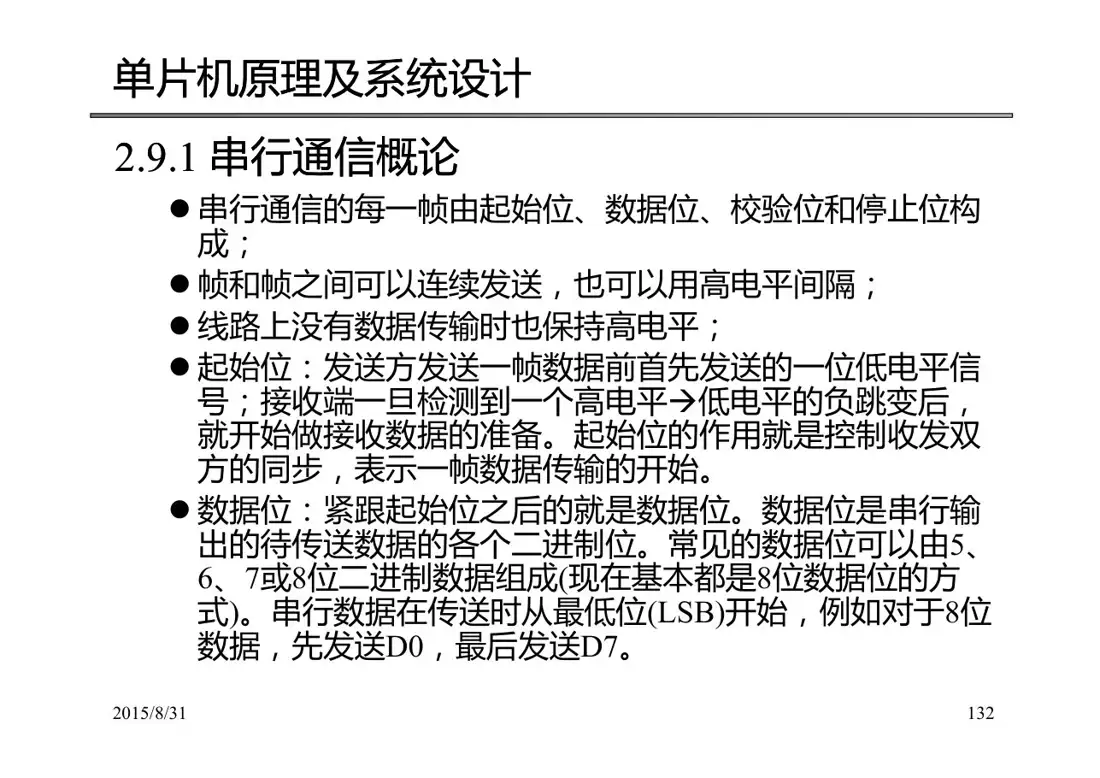 单片机原理及系统设计
2.9.1 串行通信概论
●串行通信的每一帧由起始位、数据位、校验位和停止位构
成；
●帧和帧之间可以连续发送，也可以用高电平间隔；
●线路上没有数据传输时也保持高电平；
●起始位：发送方发送一帧数据前首先发送的一位低电平信
号；接收端一旦检测到一个高电平→低电平的负跳变后，
就开始做接收数据的准备。起始位的作用就是控制收发双
方的同步，表示一帧数据传输的开始。
●数据位：紧跟起始位之后的就是数据位。数据位是串行输
出的待传送数据的各个二进制位。常见的数据位可以由5、
6、7或8位二进制数据组成(现在基本都是8位数据位的方
式)。串行数据在传送时从最低位(LSB)开始，例如对于8位
数据，先发送D0，最后发送D7。
2015/8/31
132